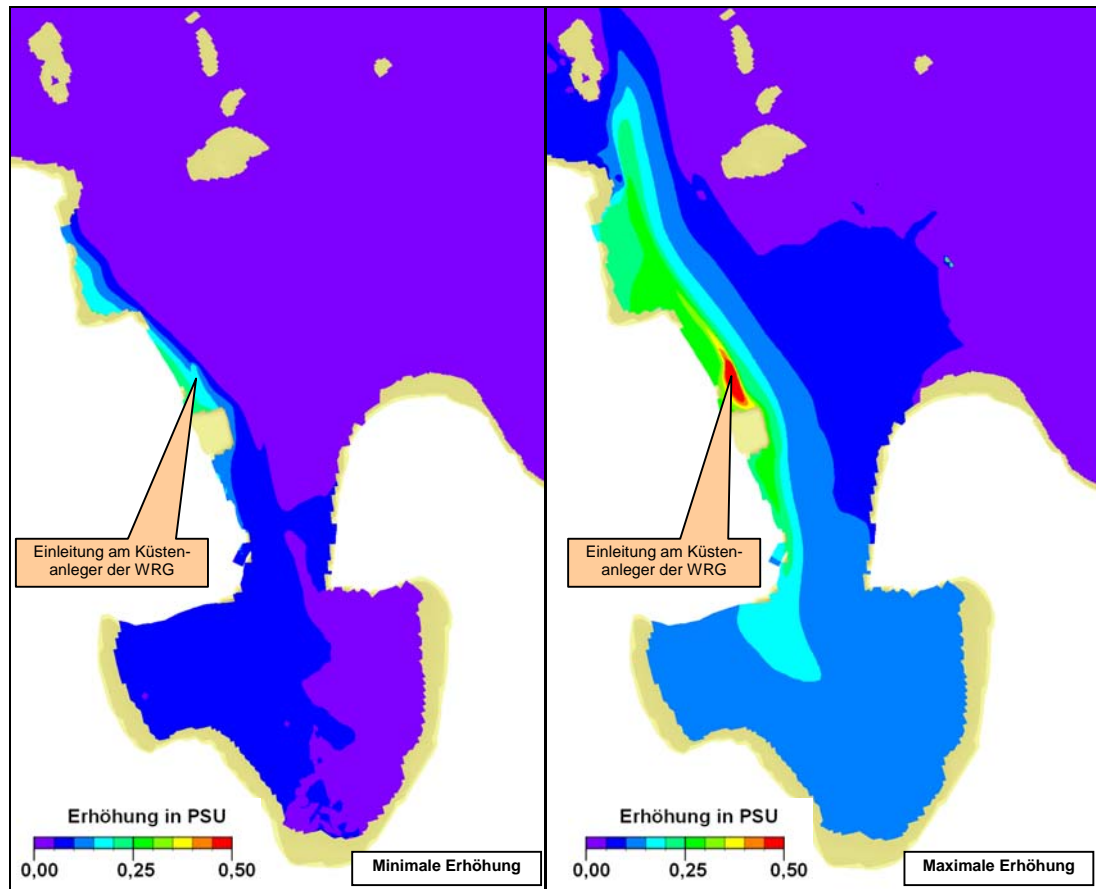 Einleitung am Küsten-
anleger der WRG
Erhöhung in PSU
0,00 0,25 0,50
Minimale Erhöhung
Einleitung am Küsten-
anleger der WRG
Erhöhung in PSU
0,00 0,25 0,50
Maximale Erhöhung